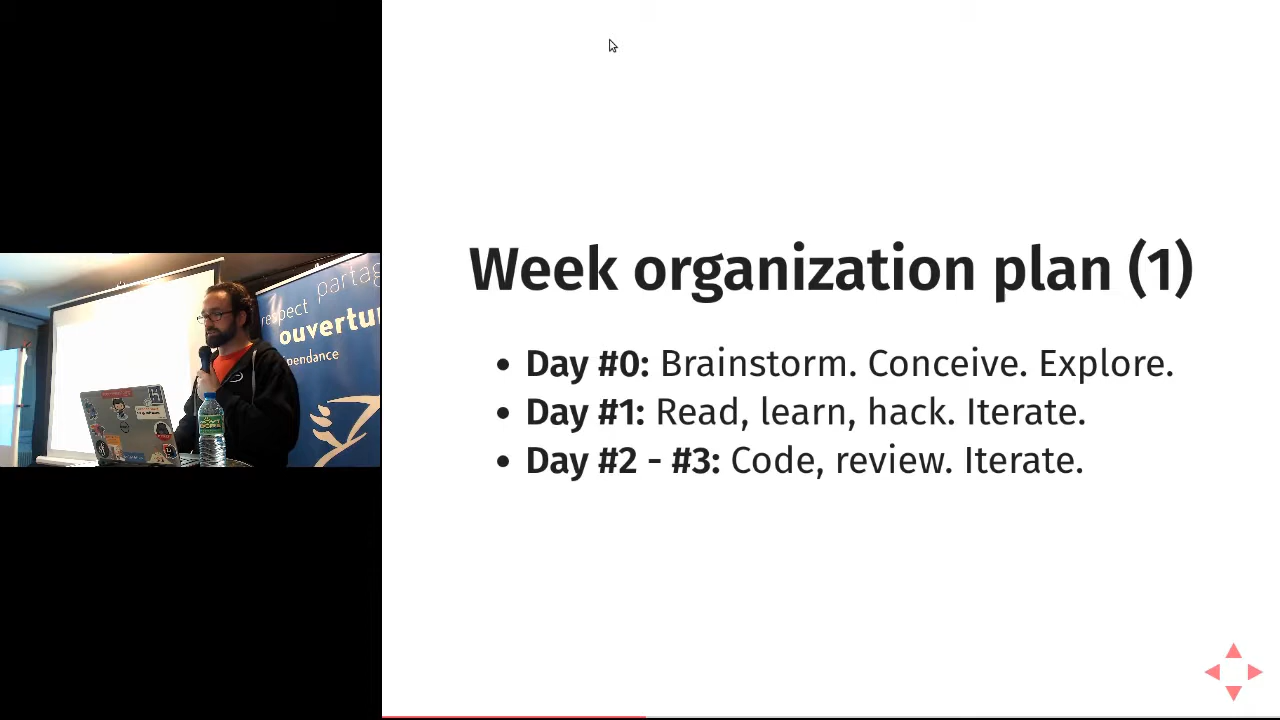 Week organization plan (1)
• Day #0: Brainstorm. Conceive. Explore.
• Day #1: Read, learn, hack. Iterate.
• Day #2 - #3: Code, review. Iterate.
partag
respect
ouvertu
pendance